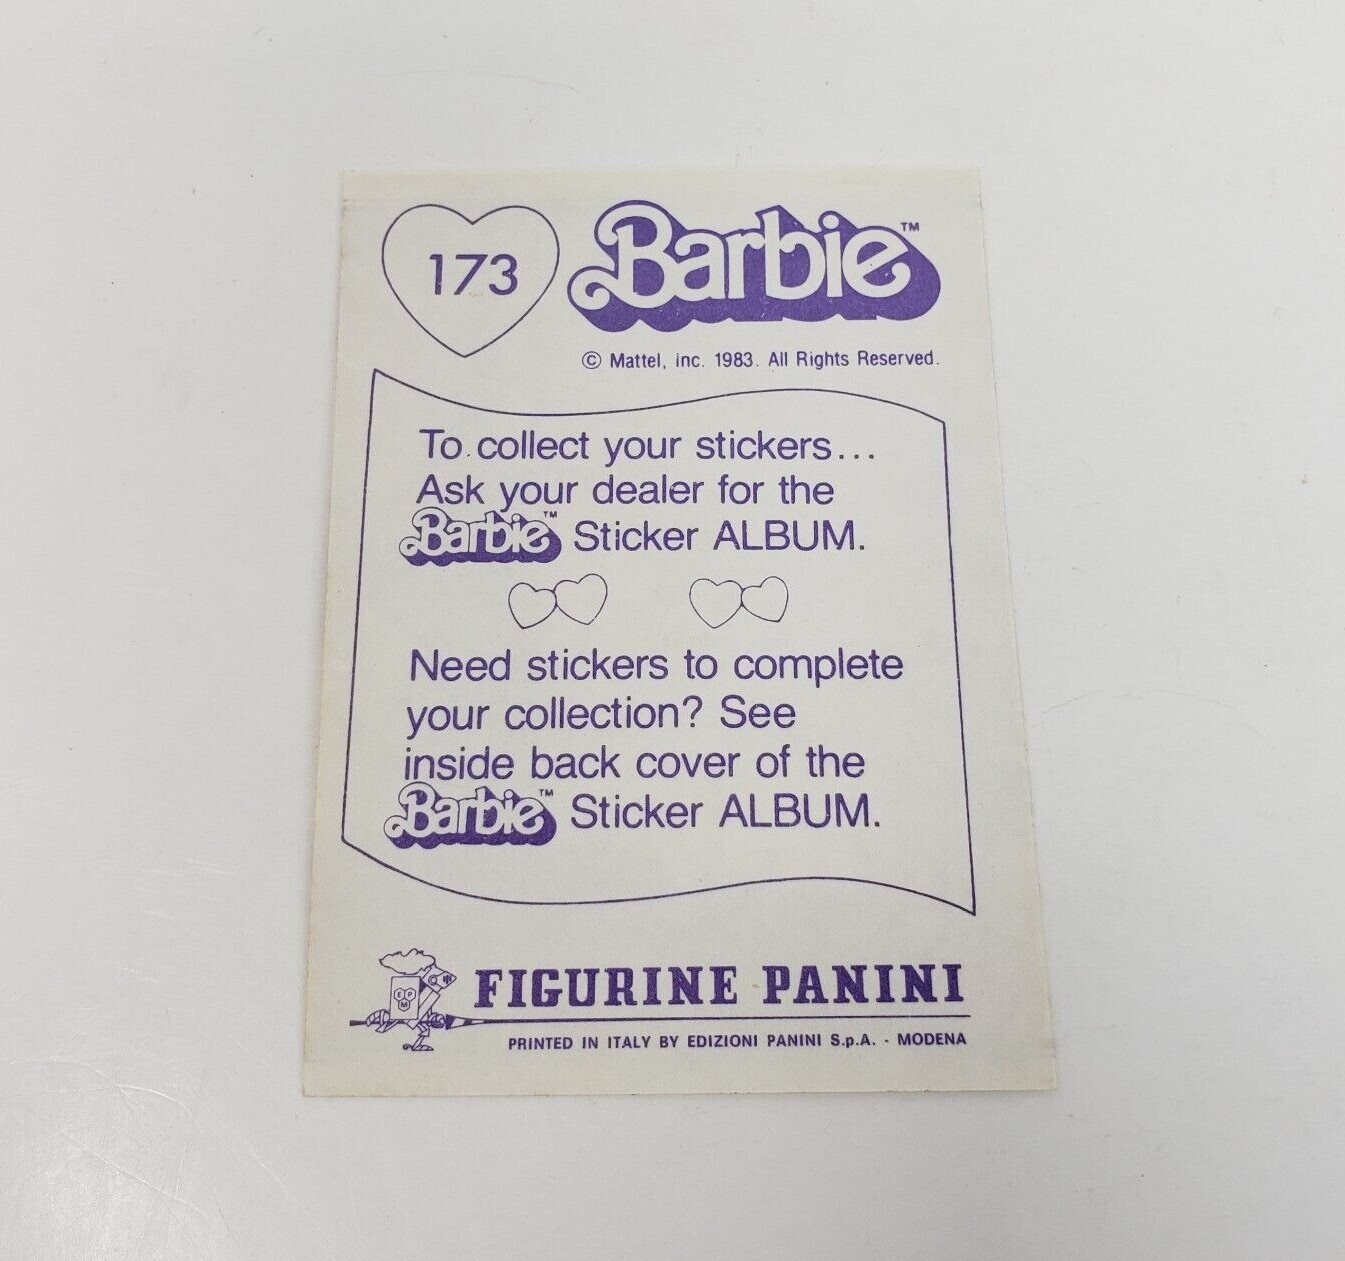 173
Barbie™
© Mattel, Inc. 1983. All Rights Reserved.
To collect your stickers...
Ask your dealer for the
Barbie™ Sticker ALBUM.
Need stickers to complete
your collection? See
inside back cover of the
Barbie™ Sticker ALBUM.
EPM
FIGURINE PANINI
PRINTED IN ITALY BY EDIZIONI PANINI S.p.A. - MODENA